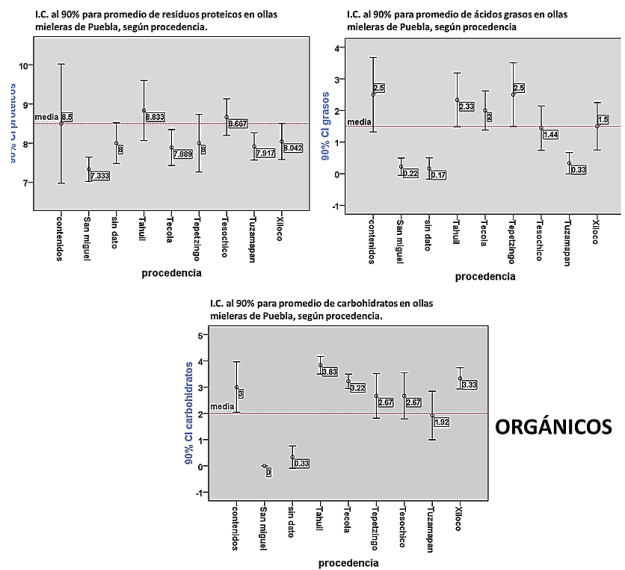 I.C. al 90% para promedio de residuos proteicos en ollas
mieleras de Puebla, según procedencia.
90% CI proteicos
10
9
8
7
media
8.5
7.333
8
8.833
7.889
8
8.667
7.917
8.042
contenidos
San miguel
sin dato
Tahuil
Tecola
Tepetzingo
Tesochico
Tuzamapan
Xiloco
procedencia
I.C. al 90% para promedio de ácidos grasos en ollas
mieleras de Puebla, según procedencia
90% CI grasos
4
3
2
1
0
-1
media
2.5
0.22
0.17
2.33
2
2.5
1.44
0.33
1.5
contenidos
San miguel
sin dato
Tahuil
Tecola
Tepetzingo
Tesochico
Tuzamapan
Xiloco
procedencia
I.C. al 90% para promedio de carbohidratos en ollas
mieleras de Puebla, según procedencia.
90% CI carbohidratos
5
4
3
2
1
0
-1
media
3
0
0.33
3.83
3.22
2.67
2.67
1.92
3.33
contenidos
San miguel
sin dato
Tahuil
Tecola
Tepetzingo
Tesochico
Tuzamapan
Xiloco
procedencia
ORGÁNICOS